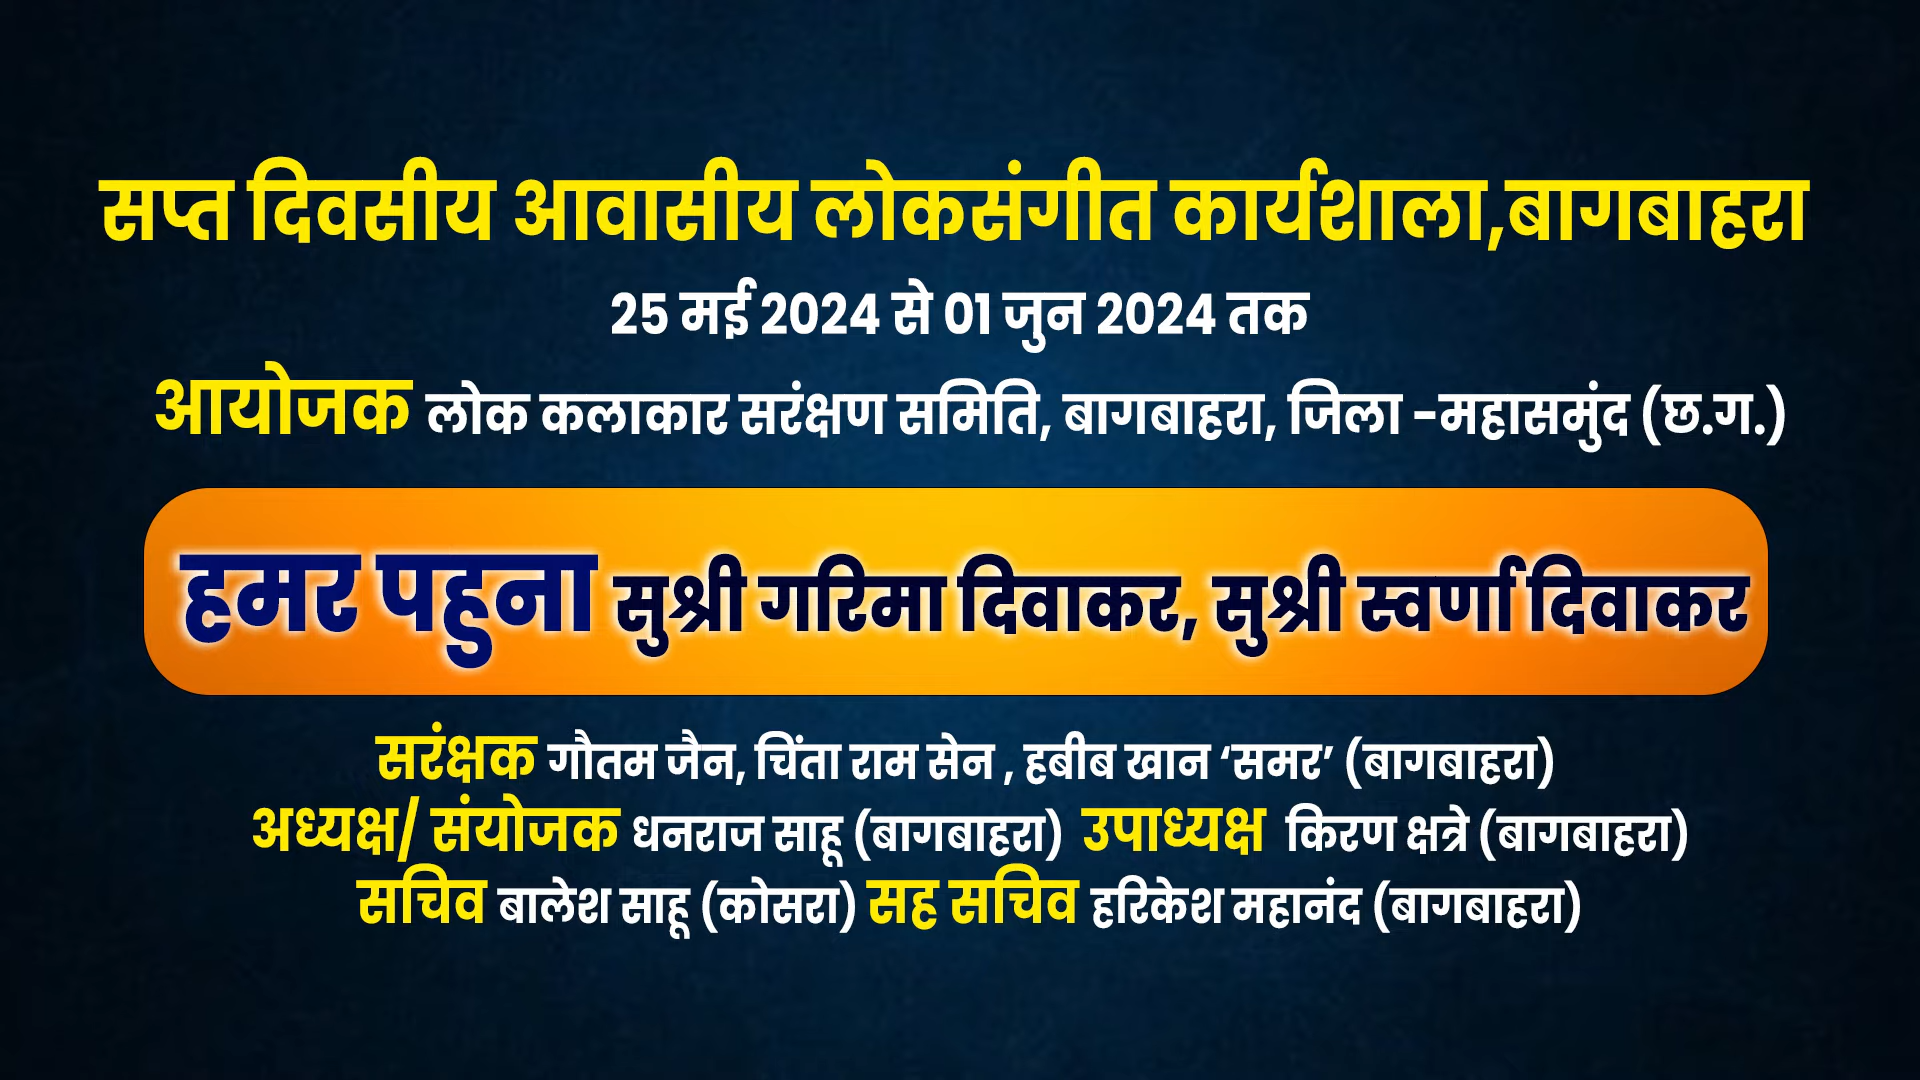 सप्त दिवसीय आवासीय लोकसंगीत कार्यशाला,बागबाहरा
25 मई 2024 से 01 जुन 2024 तक
आयोजक लोक कलाकार सरंक्षण समिति, बागबाहरा, जिला -महासमुंद (छ.ग.)
हमर पहुना सुश्री गरिमा दिवाकर, सुश्री स्वर्णा दिवाकर
सरंक्षक गौतम जैन, चिंता राम सेन , हबीब खान ‘समर’ (बागबाहरा)
अध्यक्ष/ संयोजक धनराज साहू (बागबाहरा) उपाध्यक्ष किरण क्षत्रे (बागबाहरा)
सचिव बालेश साहू (कोसरा) सह सचिव हरिकेश महानंद (बागबाहरा)